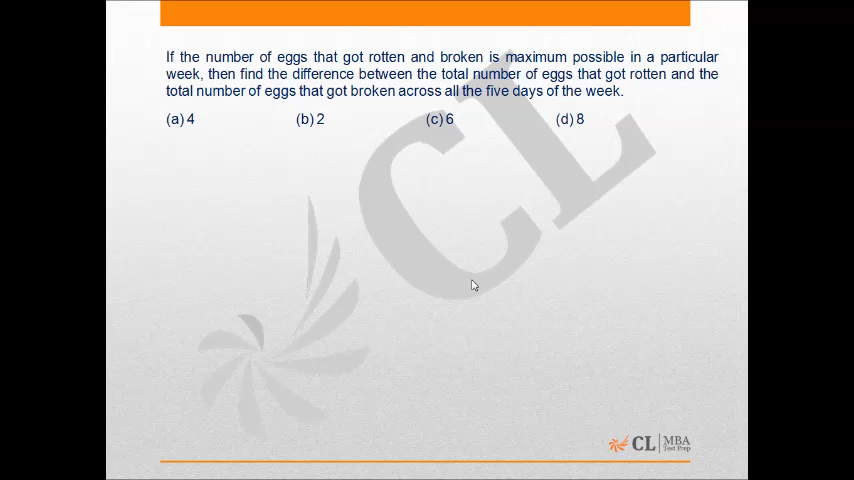 If the number of eggs that got rotten and broken is maximum possible in a particular
week, then find the difference between the total number of eggs that got rotten and the
total number of eggs that got broken across all the five days of the week.
(a) 4 (b) 2 (c) 6 (d) 8
CL
CL MBA
Test Prep